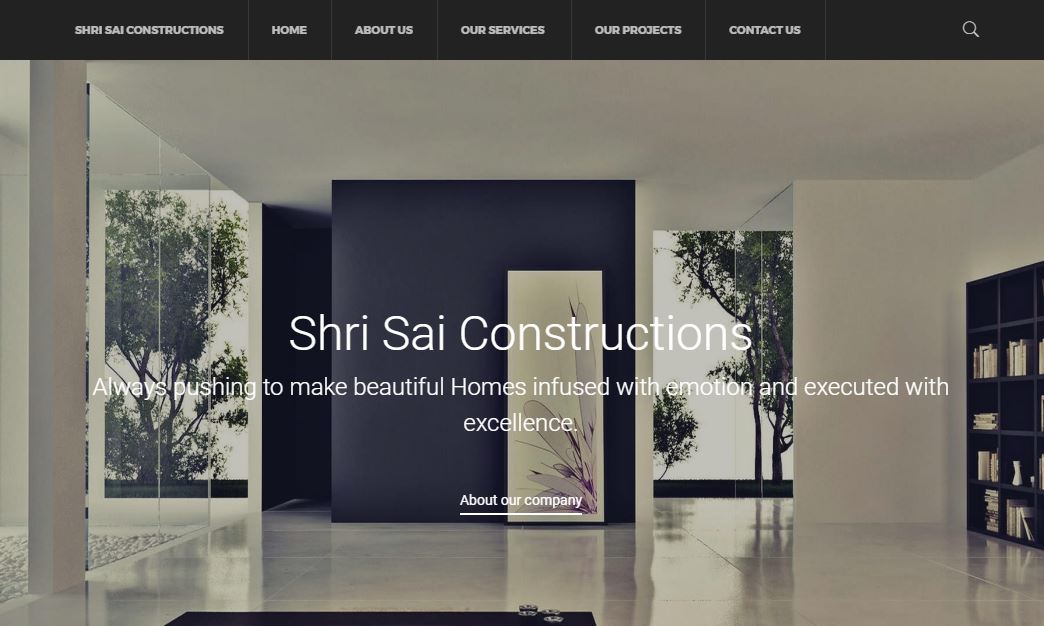 SHRI SAI CONSTRUCTIONS HOME ABOUT US OUR SERVICES OUR PROJECTS CONTACT US
Shri Sai Constructions
Always pushing to make beautiful Homes infused with emotion and executed with
excellence.
About our company